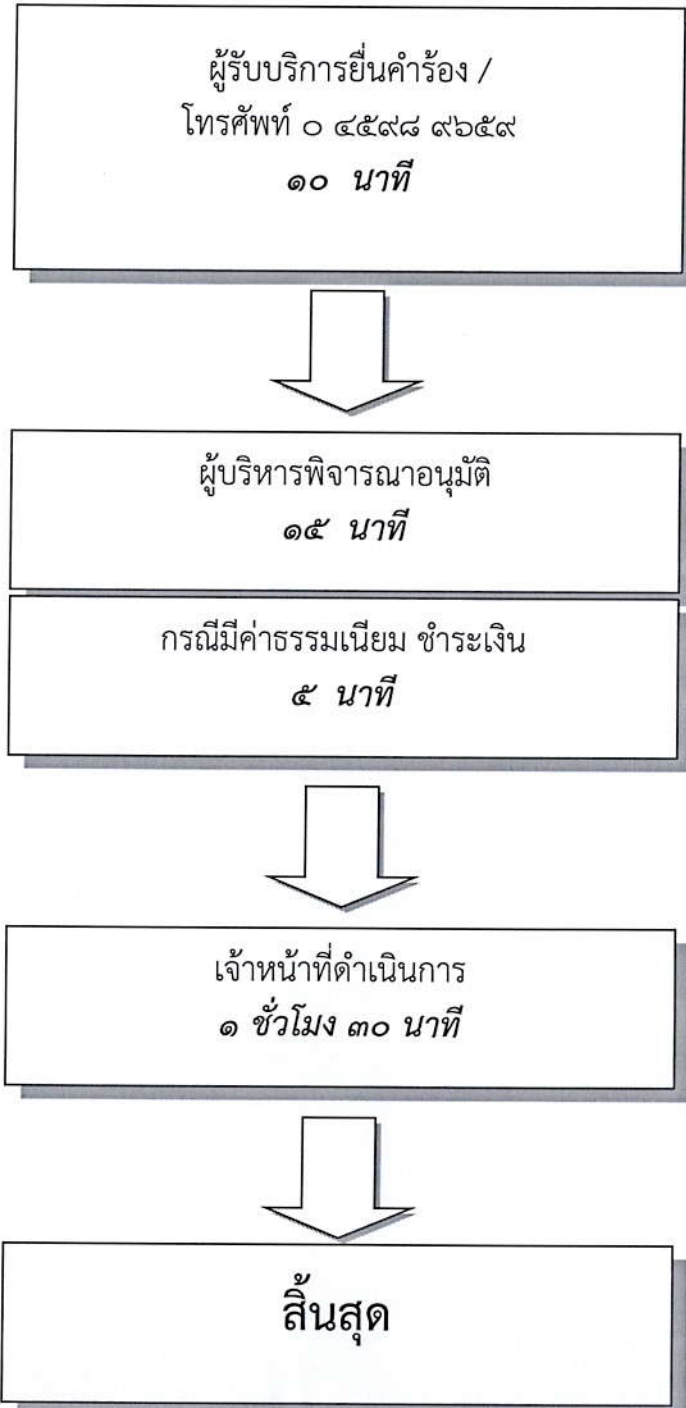 ผู้รับบริการยื่นคำร้อง /
โทรศัพท์ ๐ ๔๕๙๘ ๙๖๕๙
๑๐ นาที
ผู้บริหารพิจารณาอนุมัติ
๑๕ นาที
กรณีมีค่าธรรมเนียม ชำระเงิน
๕ นาที
เจ้าหน้าที่ดำเนินการ
๑ ชั่วโมง ๓๐ นาที
สิ้นสุด